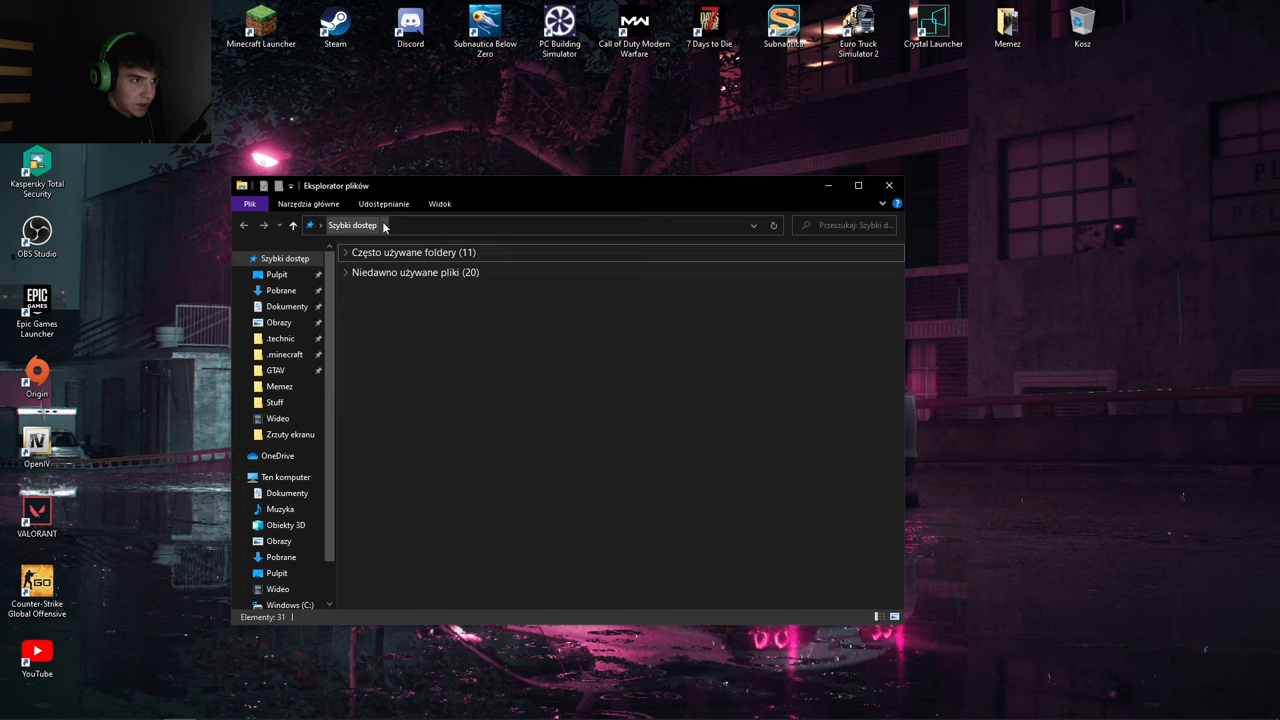 Minecraft Launcher
Steam
Discord
Subnautica Below
Zero
PC Building
Simulator
Call of Duty Modern
Warfare
7 Days to Die
Subnautica
Euro Truck
Simulator 2
Crystal Launcher
Memez
Kosz
Kaspersky Total
Security
OBS Studio
EPIC
GAMES
Epic Games
Launcher
Origin
IV
OpenIV
VALORANT
GO
Counter-Strike
Global Offensive
YouTube
Eksplorator plików
Plik
Narzędzia główne
Udostępnianie
Widok
Szybki dostęp
Przeszukaj: Szybki d...
Szybki dostęp
Pulpit
Pobrane
Dokumenty
Obrazy
.technic
.minecraft
GTAV
Memez
Stuff
Wideo
Zrzuty ekranu
OneDrive
Ten komputer
Dokumenty
Muzyka
Obiekty 3D
Obrazy
Pobrane
Pulpit
Wideo
Windows (C:)
Często używane foldery (11)
Niedawno używane pliki (20)
Elementy: 31